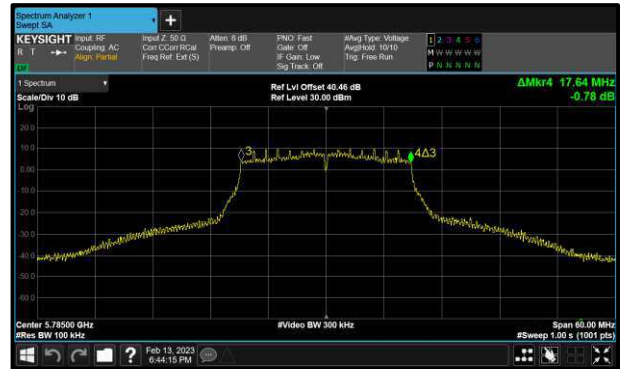 Spectrum Analyzer 1
Swept SA
+
KEYSIGHT Input: RF Input Z: 50 Ω Atten: 6 dB PNO: Fast #Avg Type: Voltage 1 2 3 4 5 6
R T Coupling: AC Corr CCorr RCal Preamp: Off Gate: Off Avg|Hold: 10/10 M W W W W W
Align: Partial Freq Ref: Ext (S) IF Gain: Low Trig: Free Run
Sig Track: Off P N N N N N
1 Spectrum
Scale/Div 10 dB
Ref Lvl Offset 40.46 dB
Ref Level 30.00 dBm
ΔMkr4 17.64 MHz
-0.78 dB
Log
20.0
10.0
0.00
-10.0
-20.0
-30.0
-40.0
-50.0
-60.0
3
4Δ3
Center 5.78500 GHz #Video BW 300 kHz Span 60.00 MHz
#Res BW 100 kHz #Sweep 1.00 s (1001 pts)
? Feb 13, 2023
6:44:15 PM